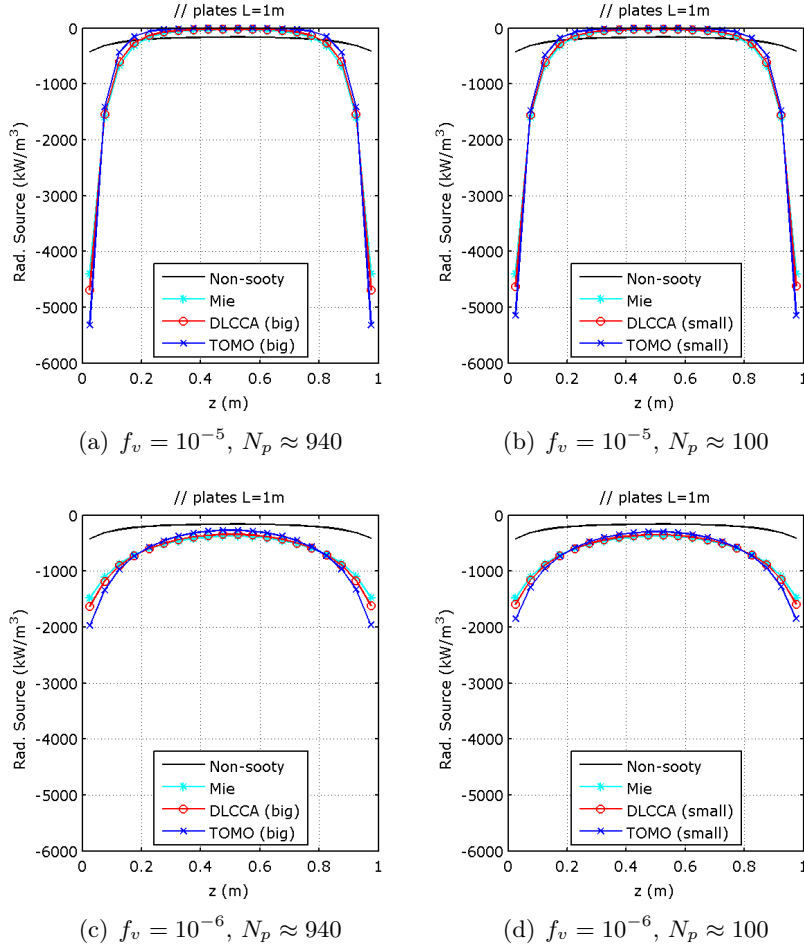 // plates L=1m
0
-1000
-2000
-3000
-4000
-5000
-6000
Rad. Source (kW/m³)
Non-sooty
Mie
DLCCA (big)
TOMO (big)
0 0.2 0.4 0.6 0.8 1
z (m)
(a) f_v = 10⁻⁵, N_p ≈ 940
// plates L=1m
0
-1000
-2000
-3000
-4000
-5000
-6000
Rad. Source (kW/m³)
Non-sooty
Mie
DLCCA (small)
TOMO (small)
0 0.2 0.4 0.6 0.8 1
z (m)
(b) f_v = 10⁻⁵, N_p ≈ 100
// plates L=1m
0
-1000
-2000
-3000
-4000
-5000
-6000
Rad. Source (kW/m³)
Non-sooty
Mie
DLCCA (big)
TOMO (big)
0 0.2 0.4 0.6 0.8 1
z (m)
(c) f_v = 10⁻⁶, N_p ≈ 940
// plates L=1m
0
-1000
-2000
-3000
-4000
-5000
-6000
Rad. Source (kW/m³)
Non-sooty
Mie
DLCCA (small)
TOMO (small)
0 0.2 0.4 0.6 0.8 1
z (m)
(d) f_v = 10⁻⁶, N_p ≈ 100